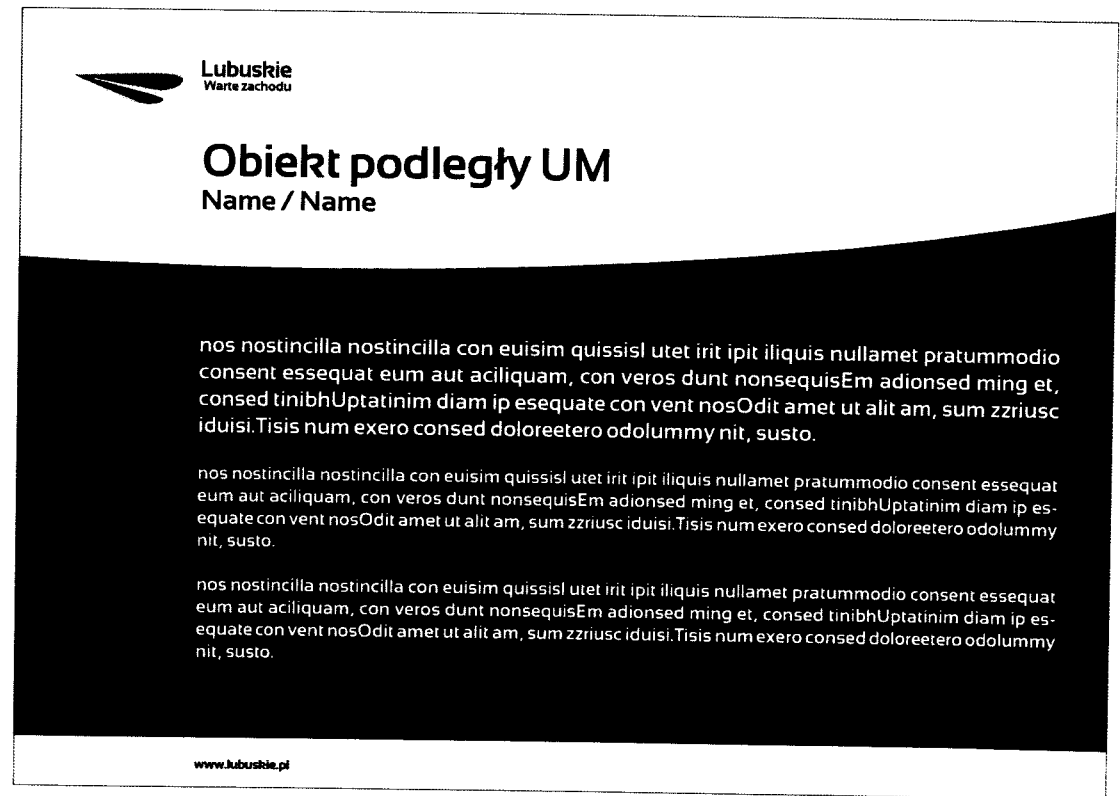 Lubuskie
Warte zachodu
Obiekt podległy UM
Name / Name
nos nostincilla nostincilla con euisim quissisl utet irit ipit iliquis nullamet pratummodio
consent essequat eum aut aciliquam, con veros dunt nonsequisEm adionsed ming et,
consed tinibhUptatinim diam ip esequate con vent nosOdit amet ut alit am, sum zzriusc
iduisi.Tisis num exero consed doloreetero odolummy nit, susto.
nos nostincilla nostincilla con euisim quissisl utet irit ipit iliquis nullamet pratummodio consent essequat
eum aut aciliquam, con veros dunt nonsequisEm adionsed ming et, consed tinibhUptatinim diam ip es-
equate con vent nosOdit amet ut alit am, sum zzriusc iduisi.Tisis num exero consed doloreetero odolummy
nit, susto.
nos nostincilla nostincilla con euisim quissisl utet irit ipit iliquis nullamet pratummodio consent essequat
eum aut aciliquam, con veros dunt nonsequisEm adionsed ming et, consed tinibhUptatinim diam ip es-
equate con vent nosOdit amet ut alit am, sum zzriusc iduisi.Tisis num exero consed doloreetero odolummy
nit, susto.
www.lubuskie.pl